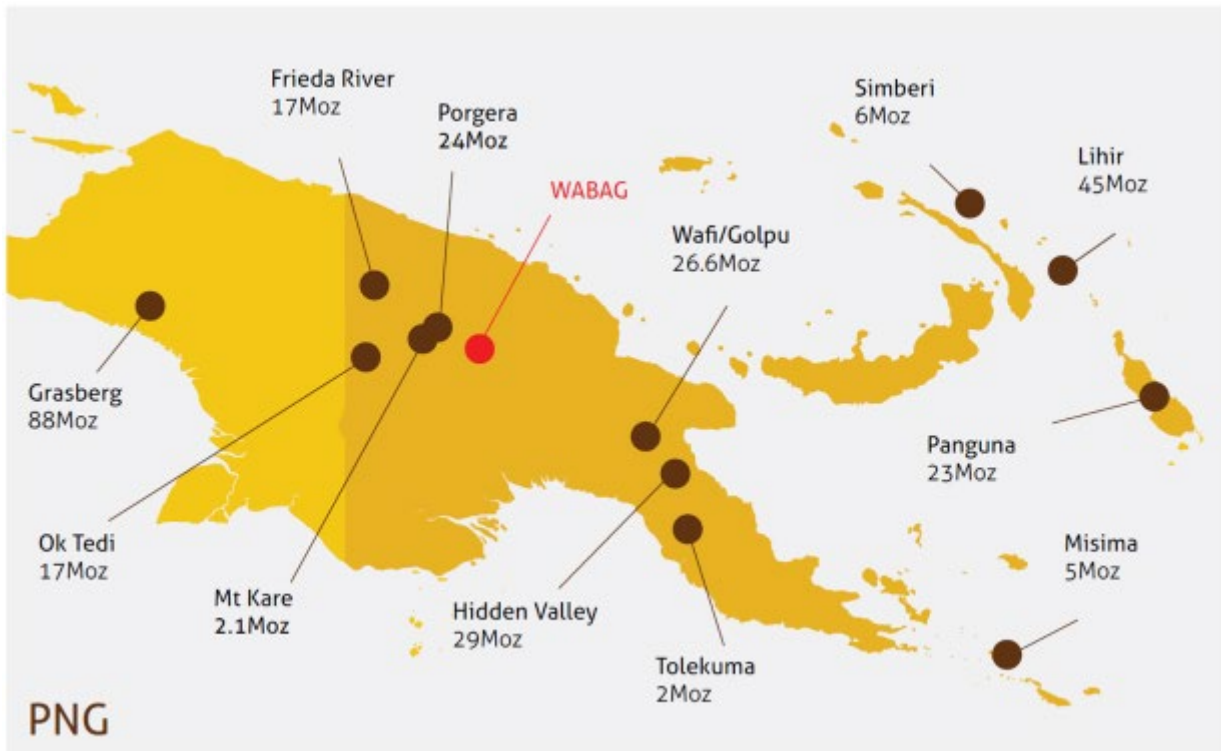 Frieda River
17Moz
Porgera
24Moz
WABAG
Simberi
6Moz
Lihir
45Moz
Wafi/Golpu
26.6Moz
Grasberg
88Moz
Panguna
23Moz
Ok Tedi
17Moz
Mt Kare
2.1Moz
Hidden Valley
29Moz
Tolekuma
2Moz
Misima
5Moz
PNG